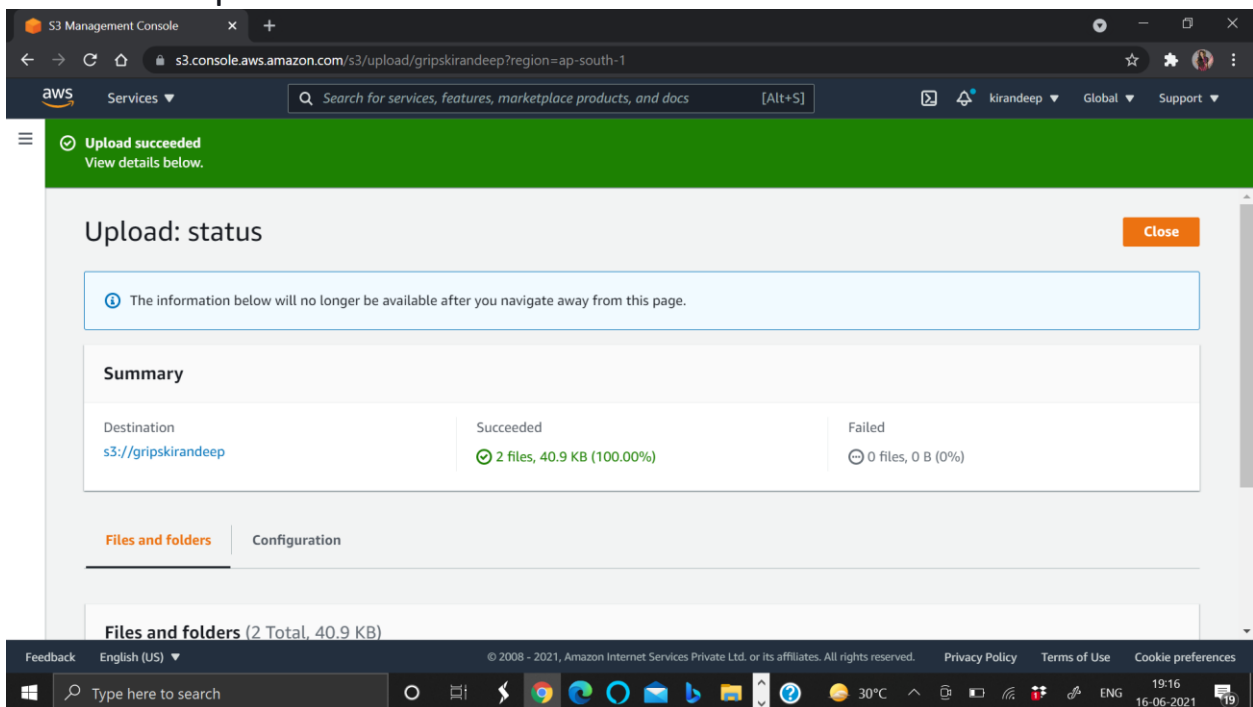 S3 Management Console
s3.console.aws.amazon.com/s3/upload/gripskirandeep?region=ap-south-1
aws Services ▼ Search for services, features, marketplace products, and docs [Alt+S] kirandeep ▼ Global ▼ Support ▼
Upload succeeded
View details below.
Upload: status Close
The information below will no longer be available after you navigate away from this page.
Summary
Destination Succeeded Failed
s3://gripskirandeep 2 files, 40.9 KB (100.00%) 0 files, 0 B (0%)
Files and folders Configuration
Files and folders (2 Total, 40.9 KB)
Feedback English (US) ▼ © 2008 - 2021, Amazon Internet Services Private Ltd. or its affiliates. All rights reserved. Privacy Policy Terms of Use Cookie preferences
Type here to search 30°C ENG 19:16
16-06-2021 19